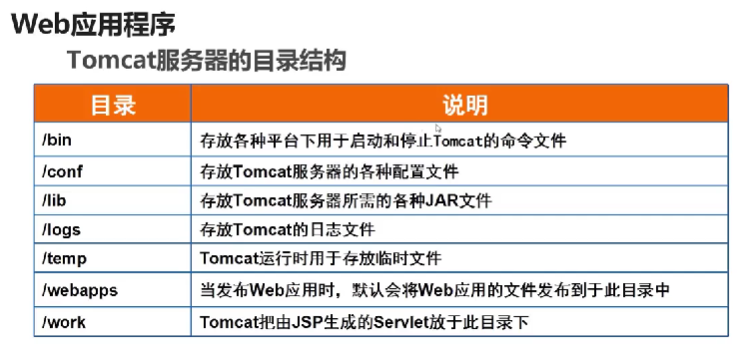 Web应用程序
Tomcat服务器的目录结构
目录 说明
/bin 存放各种平台下用于启动和停止Tomcat的命令文件
/conf 存放Tomcat服务器的各种配置文件
/lib 存放Tomcat服务器所需的各种JAR文件
/logs 存放Tomcat的日志文件
/temp Tomcat运行时用于存放临时文件
/webapps 当发布Web应用时，默认会将Web应用的文件发布到于此目录中
/work Tomcat把由JSP生成的Servlet放于此目录下